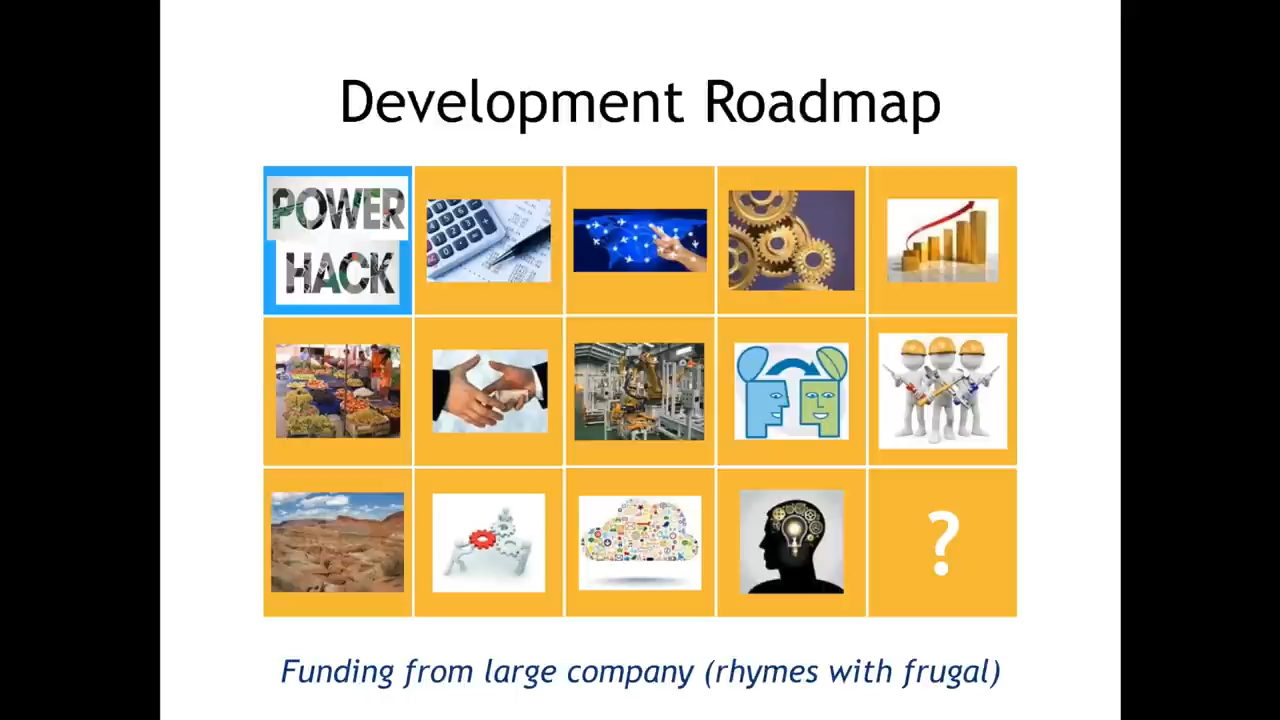 Development Roadmap
POWER
HACK
?
Funding from large company (rhymes with frugal)